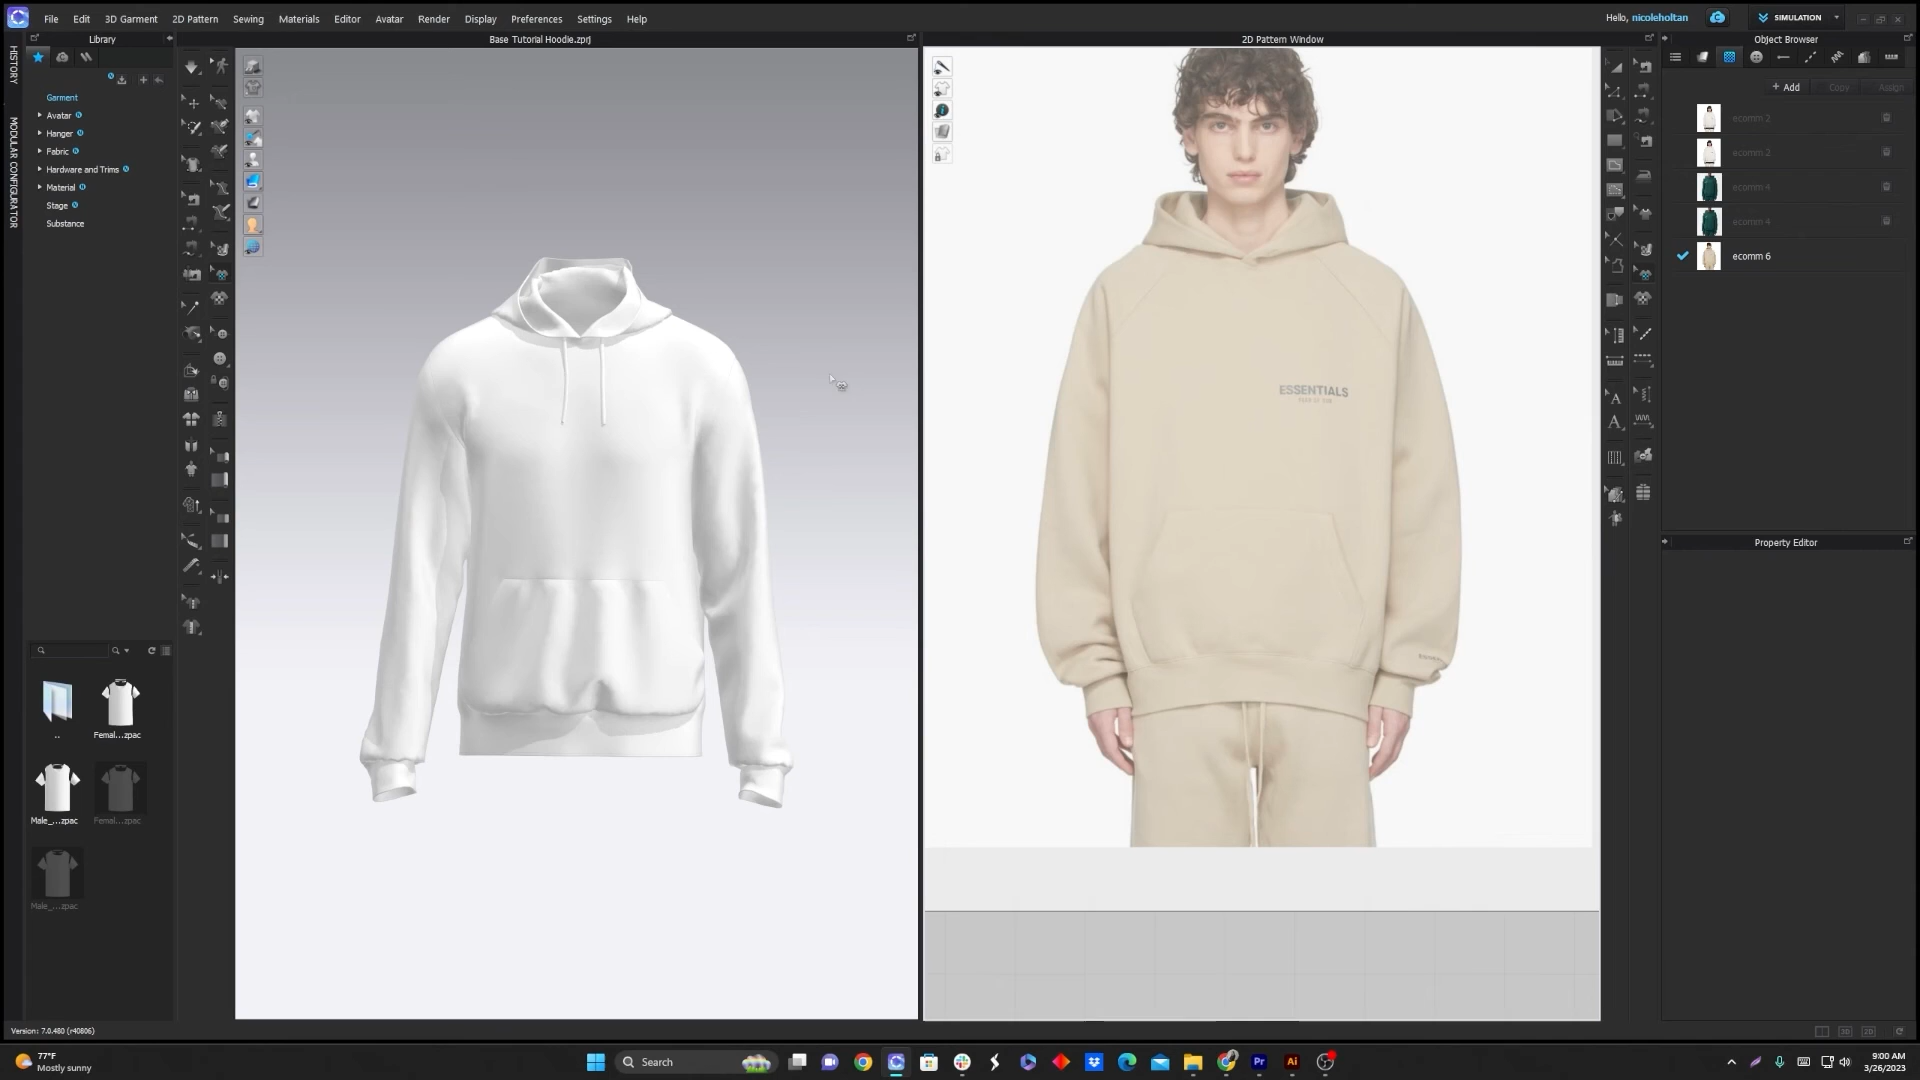 File Edit 3D Garment 2D Pattern Sewing Materials Editor Avatar Render Display Preferences Settings Help
Hello, nicoleholtan
SIMULATION
Library
Base Tutorial Hoodie.zprj
2D Pattern Window
Object Browser
HISTORY
MODULAR CONFIGURATOR
Garment
Avatar
Hanger
Fabric
Hardware and Trims
Material
Stage
Substance
+ Add Copy Assign
ecomm 2
ecomm 2
ecomm 4
ecomm 4
ecomm 6
ESSENTIALS
Property Editor
..
Femal...zpac
Male_...zpac
Femal...zpac
Male_...zpac
Version: 7.0.480 (r40806)
3D
2D
77°F
Mostly sunny
Search
Pr
Ai
9:00 AM
3/26/2023